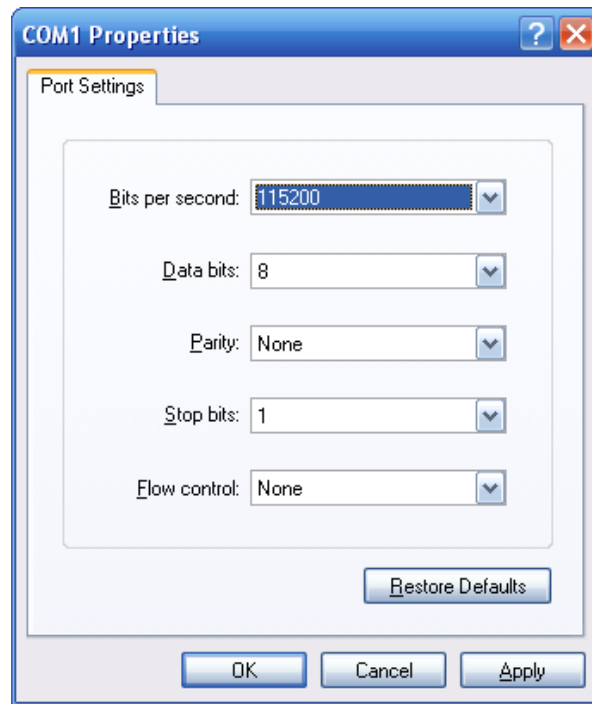 COM1 Properties
Port Settings
Bits per second: 115200
Data bits: 8
Parity: None
Stop bits: 1
Flow control: None
Restore Defaults
OK Cancel Apply